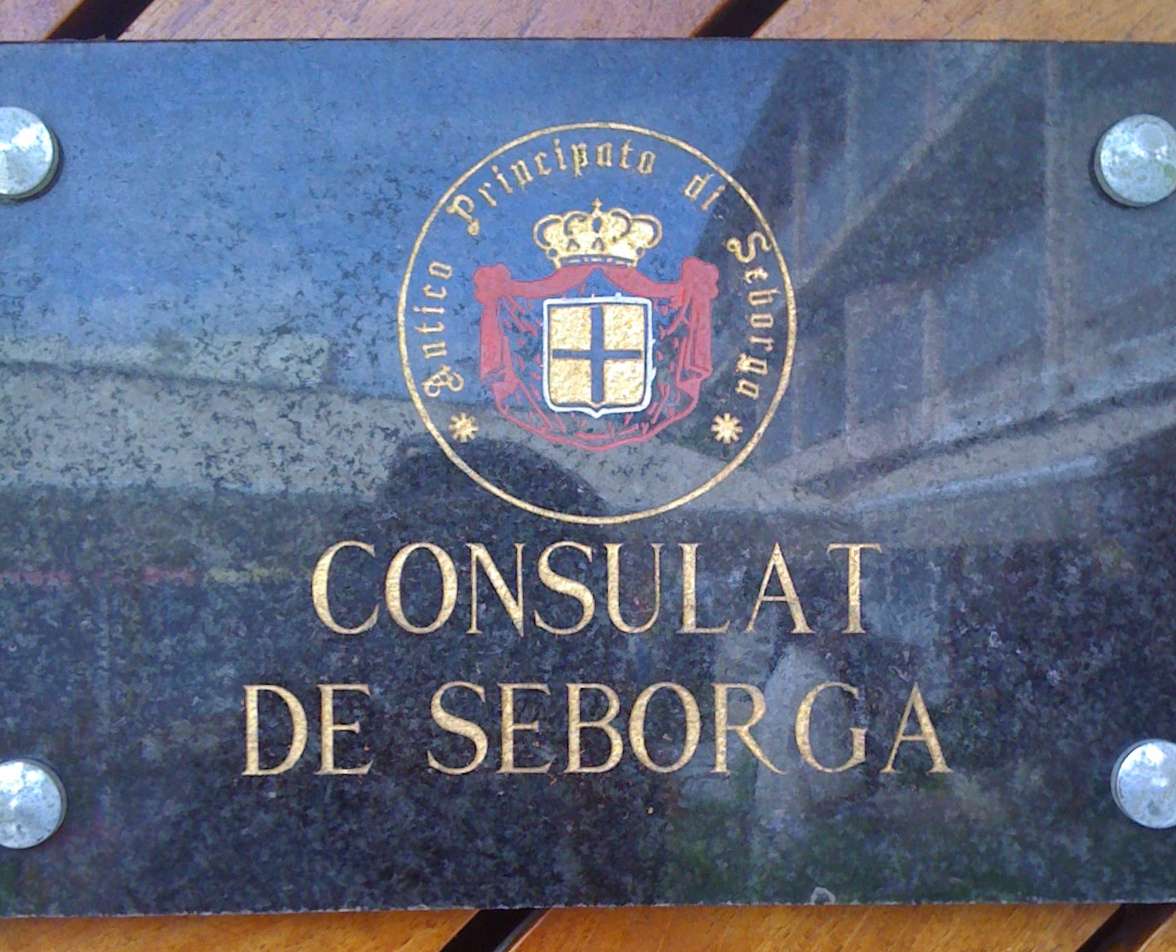 Antico Principato di Seborga
CONSULAT
DE SEBORGA